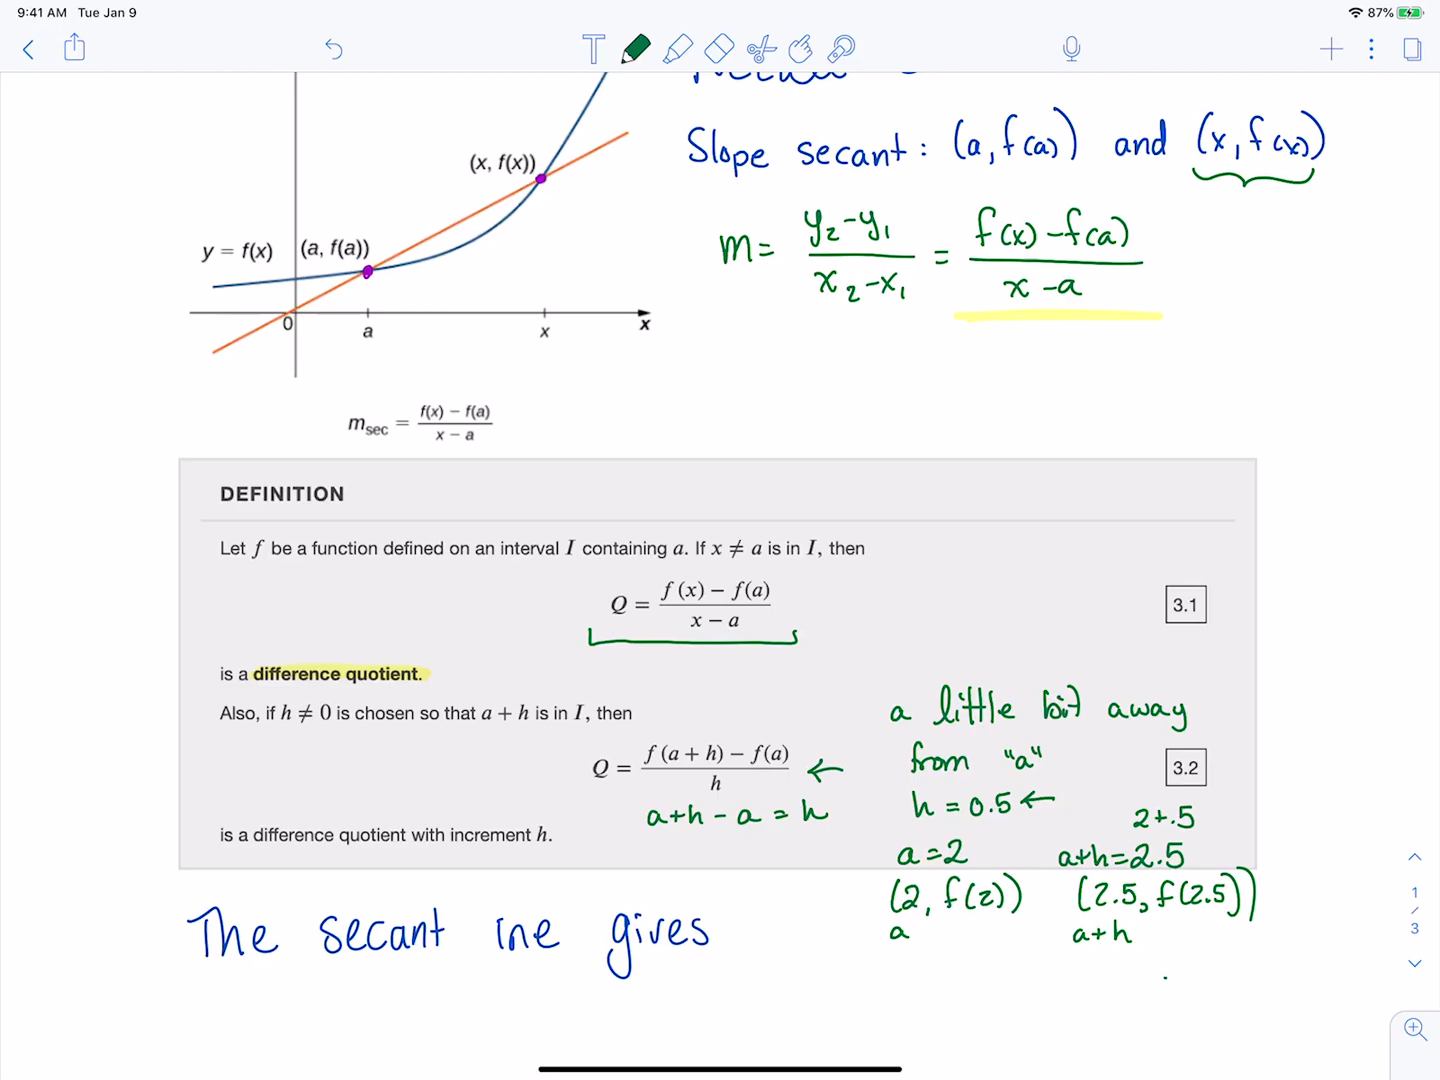 9:41 AM Tue Jan 9
87%
T
Slope secant : (a, f(a)) and (x, f(x))
(x, f(x))
m = y₂-y₁ / x₂-x₁ = f(x) - f(a) / x - a
y = f(x)
(a, f(a))
0
a
x
x
m_sec = f(x) − f(a) / x − a
DEFINITION
Let f be a function defined on an interval I containing a. If x ≠ a is in I, then
Q = f (x) − f(a) / x − a
3.1
is a difference quotient.
Also, if h ≠ 0 is chosen so that a + h is in I, then
Q = f (a + h) − f(a) / h ←
3.2
a+h - a = h
is a difference quotient with increment h.
a little bit away
from "a"
h = 0.5 ←
2+.5
a=2
a+h=2.5
(2, f(2))
(2.5, f(2.5))
a
a+h
The secant ine gives
1
/
3